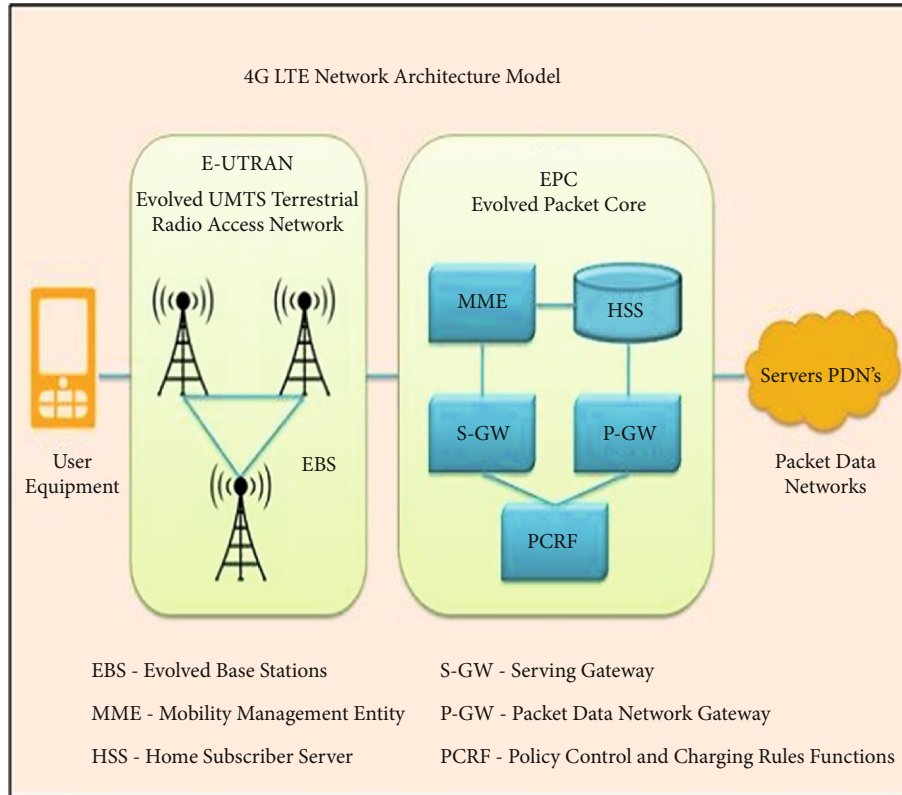 4G LTE Network Architecture Model
E-UTRAN
Evolved UMTS Terrestrial
Radio Access Network
EBS
EPC
Evolved Packet Core
MME
HSS
S-GW
P-GW
PCRF
User
Equipment
Servers PDN's
Packet Data
Networks
EBS - Evolved Base Stations
MME - Mobility Management Entity
HSS - Home Subscriber Server
S-GW - Serving Gateway
P-GW - Packet Data Network Gateway
PCRF - Policy Control and Charging Rules Functions